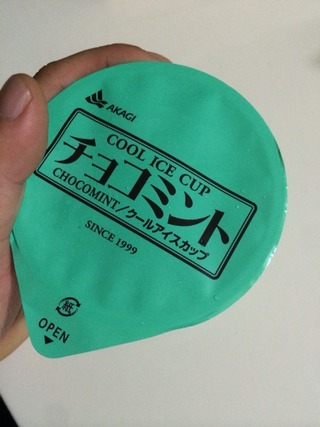 AKAGI
COOL ICE CUP
チョコミント
CHOCOMINT/クールアイスカップ
SINCE 1999
紙
OPEN